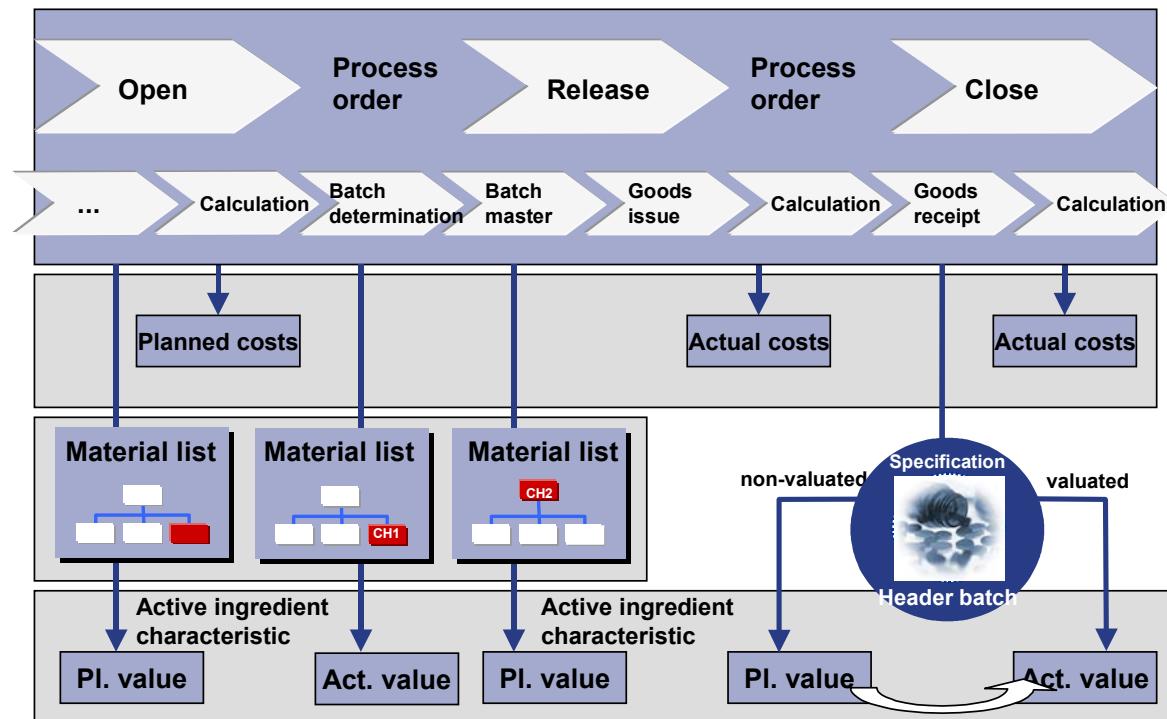 Open
Process
order
Release
Process
order
Close
...
Calculation
Batch
determination
Batch
master
Goods
issue
Calculation
Goods
receipt
Calculation
Planned costs
Actual costs
Actual costs
Material list
Material list
CH1
Material list
CH2
non-valuated
Specification
Header batch
valuated
Active ingredient
characteristic
Active ingredient
characteristic
Pl. value
Act. value
Pl. value
Pl. value
Act. value